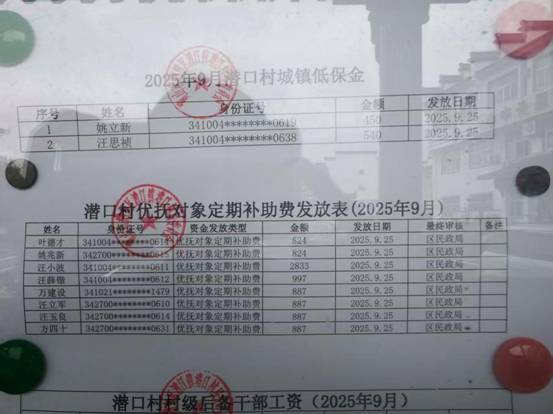 2025年9月潜口村城镇低保金
序号 姓名 身份证号 金额 发放日期
1 姚立新 341004********0619 450 2025.9.25
2 汪思祯 341004********0638 540 2025.9.25
潜口村优抚对象定期补助费发放表(2025年9月)
姓名 身份证号 资金发放类型 金额 发放日期 最终审核 备注
叶德才 341004********0614 优抚对象定期补助费 824 2025.9.25 区民政局
姚兆新 342700********0615 优抚对象定期补助费 824 2025.9.25 区民政局
汪小波 341004********0611 优抚对象定期补助费 2833 2025.9.25 区民政局
汪薛锴 341004********0612 优抚对象定期补助费 997 2025.9.25 区民政局
万建设 341021********1479 优抚对象定期补助费 887 2025.9.25 区民政局
汪立军 342700********0610 优抚对象定期补助费 887 2025.9.25 区民政局
汪玉良 342700********0614 优抚对象定期补助费 887 2025.9.25 区民政局
方四十 342700********0631 优抚对象定期补助费 887 2025.9.25 区民政局
潜口村村级后备干部工资（2025年9月）